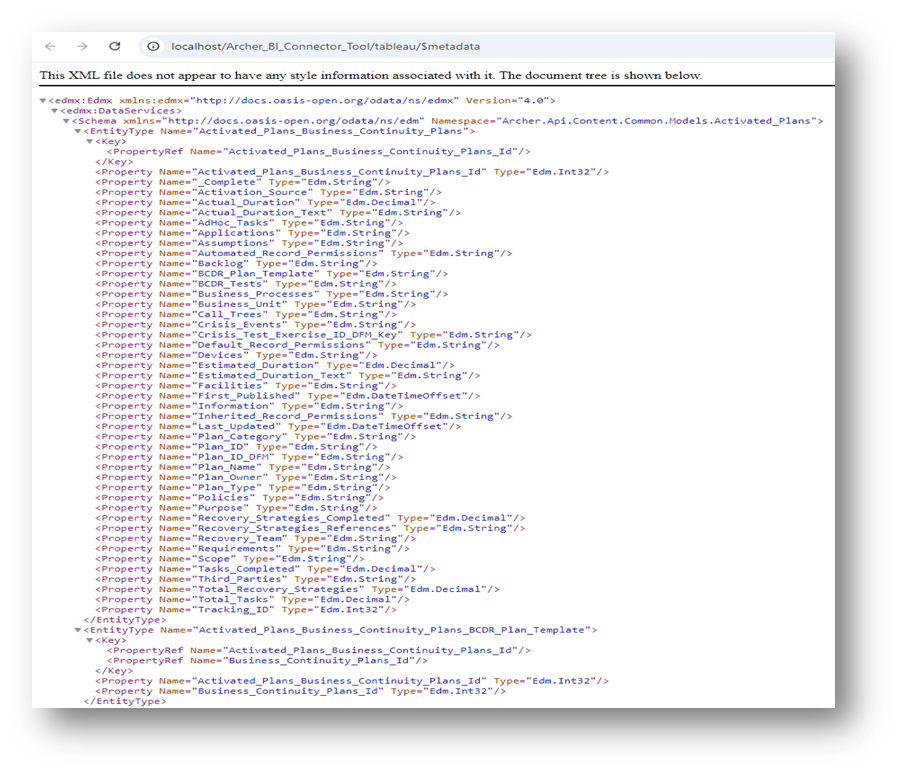 localhost/Archer_BI_Connector_Tool/tableau/$metadata
This XML file does not appear to have any style information associated with it. The document tree is shown below.
▼<edmx:Edmx xmlns:edmx="http://docs.oasis-open.org/odata/ns/edmx" Version="4.0">
▼<edmx:DataServices>
▼<Schema xmlns="http://docs.oasis-open.org/odata/ns/edm" Namespace="Archer.Api.Content.Common.Models.Activated_Plans">
▼<EntityType Name="Activated_Plans_Business_Continuity_Plans">
▼<Key>
<PropertyRef Name="Activated_Plans_Business_Continuity_Plans_Id"/>
</Key>
<Property Name="Activated_Plans_Business_Continuity_Plans_Id" Type="Edm.Int32"/>
<Property Name="_Complete" Type="Edm.String"/>
<Property Name="Activation_Source" Type="Edm.String"/>
<Property Name="Actual_Duration" Type="Edm.Decimal"/>
<Property Name="Actual_Duration_Text" Type="Edm.String"/>
<Property Name="AdHoc_Tasks" Type="Edm.String"/>
<Property Name="Applications" Type="Edm.String"/>
<Property Name="Assumptions" Type="Edm.String"/>
<Property Name="Automated_Record_Permissions" Type="Edm.String"/>
<Property Name="Backlog" Type="Edm.String"/>
<Property Name="BCDR_Plan_Template" Type="Edm.String"/>
<Property Name="BCDR_Tests" Type="Edm.String"/>
<Property Name="Business_Processes" Type="Edm.String"/>
<Property Name="Business_Unit" Type="Edm.String"/>
<Property Name="Call_Trees" Type="Edm.String"/>
<Property Name="Crisis_Events" Type="Edm.String"/>
<Property Name="Crisis_Test_Exercise_ID_DFM_Key" Type="Edm.String"/>
<Property Name="Default_Record_Permissions" Type="Edm.String"/>
<Property Name="Devices" Type="Edm.String"/>
<Property Name="Estimated_Duration" Type="Edm.Decimal"/>
<Property Name="Estimated_Duration_Text" Type="Edm.String"/>
<Property Name="Facilities" Type="Edm.String"/>
<Property Name="First_Published" Type="Edm.DateTimeOffset"/>
<Property Name="Information" Type="Edm.String"/>
<Property Name="Inherited_Record_Permissions" Type="Edm.String"/>
<Property Name="Last_Updated" Type="Edm.DateTimeOffset"/>
<Property Name="Plan_Category" Type="Edm.String"/>
<Property Name="Plan_ID" Type="Edm.String"/>
<Property Name="Plan_ID_DFM" Type="Edm.String"/>
<Property Name="Plan_Name" Type="Edm.String"/>
<Property Name="Plan_Owner" Type="Edm.String"/>
<Property Name="Plan_Type" Type="Edm.String"/>
<Property Name="Policies" Type="Edm.String"/>
<Property Name="Purpose" Type="Edm.String"/>
<Property Name="Recovery_Strategies_Completed" Type="Edm.Decimal"/>
<Property Name="Recovery_Strategies_References" Type="Edm.String"/>
<Property Name="Recovery_Team" Type="Edm.String"/>
<Property Name="Requirements" Type="Edm.String"/>
<Property Name="Scope" Type="Edm.String"/>
<Property Name="Tasks_Completed" Type="Edm.Decimal"/>
<Property Name="Third_Parties" Type="Edm.String"/>
<Property Name="Total_Recovery_Strategies" Type="Edm.Decimal"/>
<Property Name="Total_Tasks" Type="Edm.Decimal"/>
<Property Name="Tracking_ID" Type="Edm.Int32"/>
</EntityType>
▼<EntityType Name="Activated_Plans_Business_Continuity_Plans_BCDR_Plan_Template">
▼<Key>
<PropertyRef Name="Activated_Plans_Business_Continuity_Plans_Id"/>
<PropertyRef Name="Business_Continuity_Plans_Id"/>
</Key>
<Property Name="Activated_Plans_Business_Continuity_Plans_Id" Type="Edm.Int32"/>
<Property Name="Business_Continuity_Plans_Id" Type="Edm.Int32"/>
</EntityType>